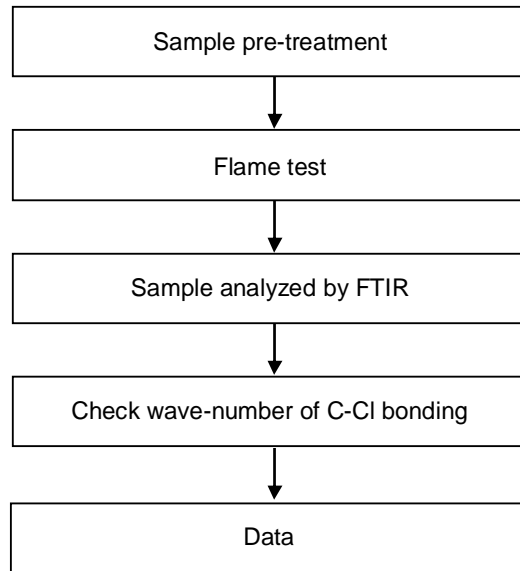 Sample pre-treatment
Flame test
Sample analyzed by FTIR
Check wave-number of C-Cl bonding
Data